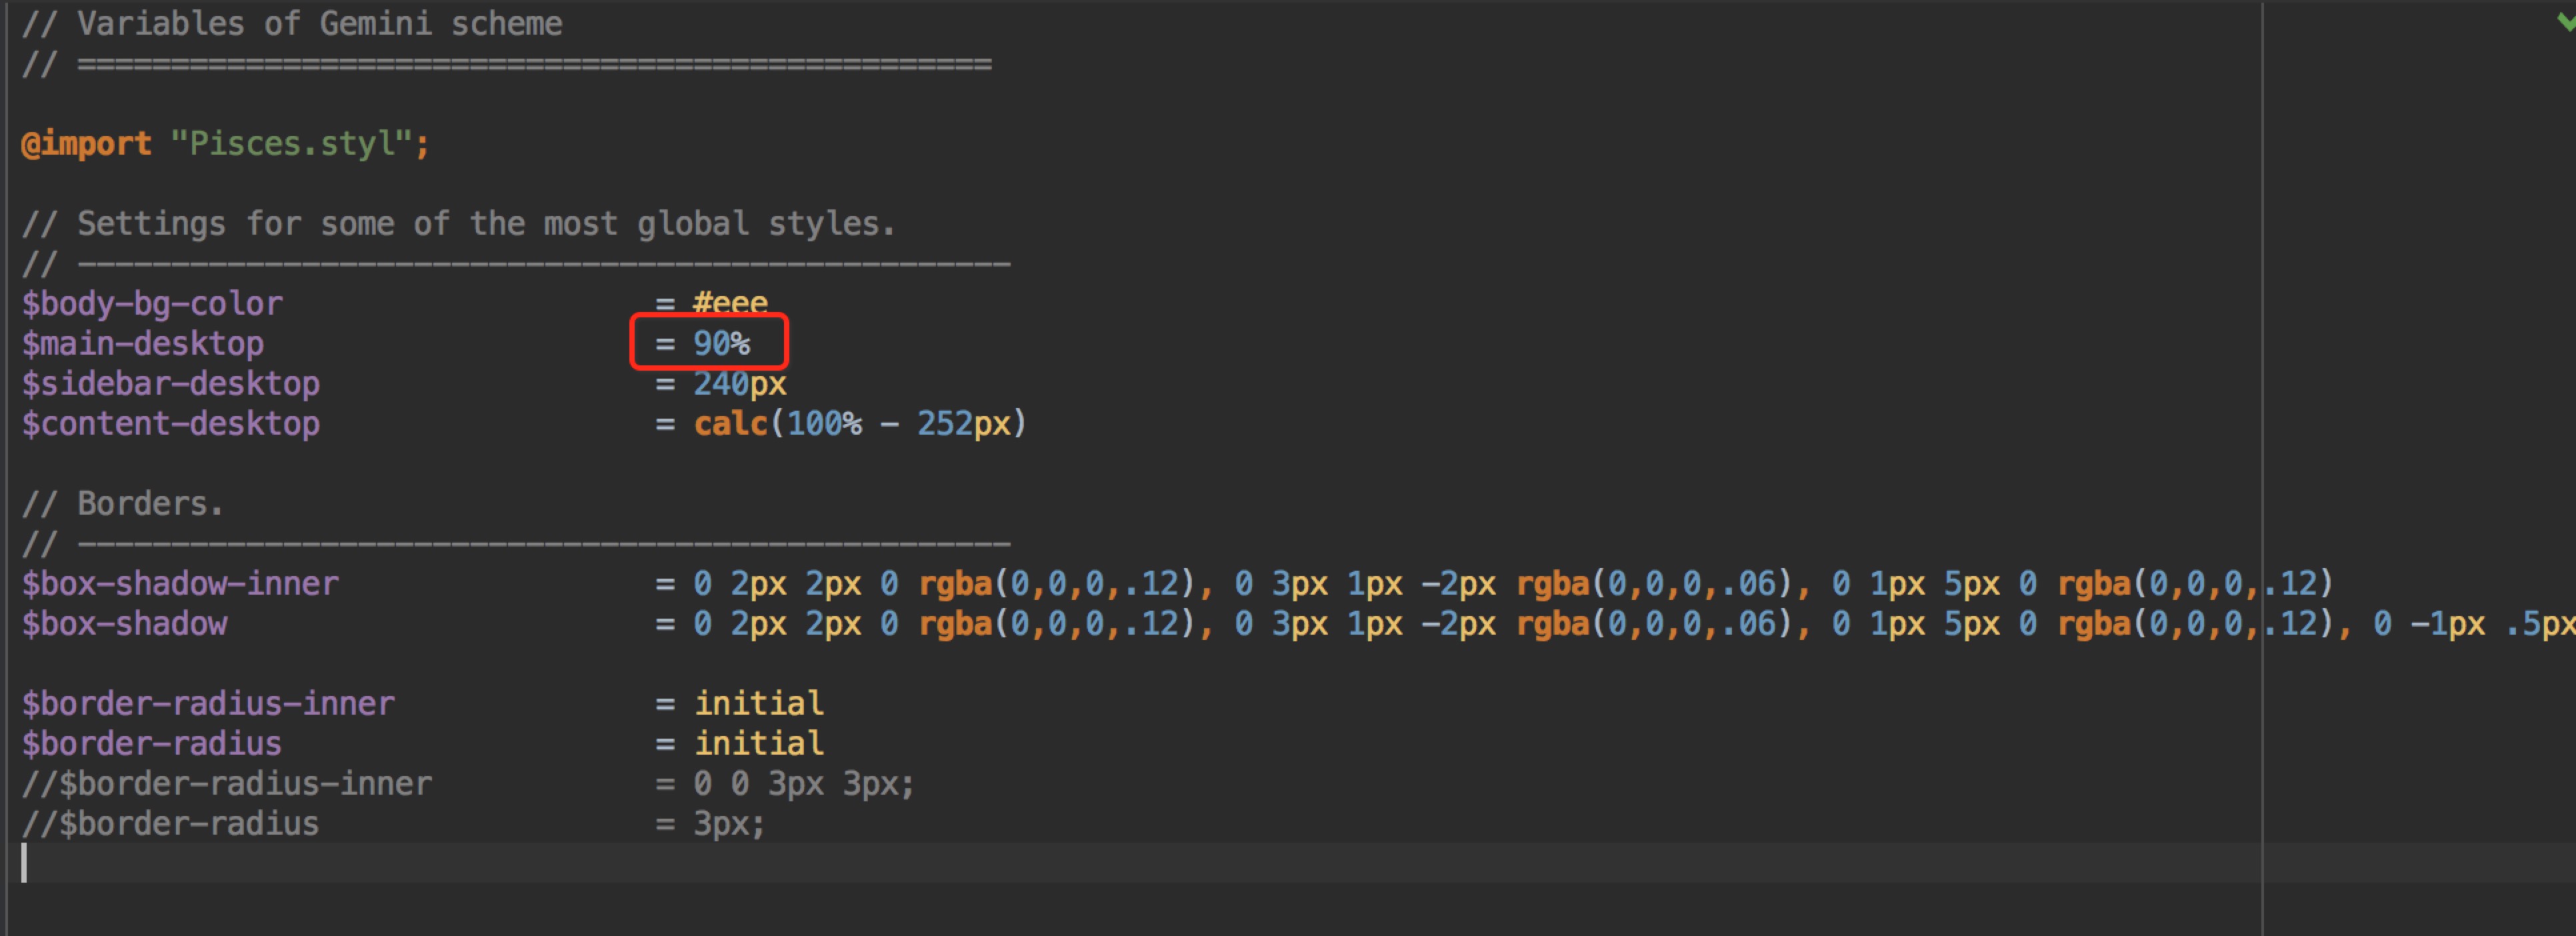 // Variables of Gemini scheme
// =================================================
@import "Pisces.styl";
// Settings for some of the most global styles.
// --------------------------------------------------
$body-bg-color = #eee
$main-desktop = 90%
$sidebar-desktop = 240px
$content-desktop = calc(100% - 252px)
// Borders.
// --------------------------------------------------
$box-shadow-inner = 0 2px 2px 0 rgba(0,0,0,.12), 0 3px 1px -2px rgba(0,0,0,.06), 0 1px 5px 0 rgba(0,0,0,.12)
$box-shadow = 0 2px 2px 0 rgba(0,0,0,.12), 0 3px 1px -2px rgba(0,0,0,.06), 0 1px 5px 0 rgba(0,0,0,.12), 0 -1px .5px
$border-radius-inner = initial
$border-radius = initial
//$border-radius-inner = 0 0 3px 3px;
//$border-radius = 3px;